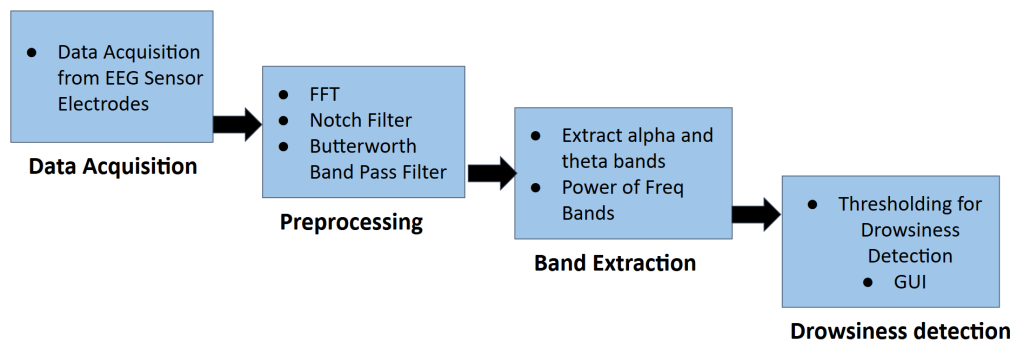 ● Data Acquisition
from EEG Sensor
Electrodes
Data Acquisition
● FFT
● Notch Filter
● Butterworth
Band Pass Filter
Preprocessing
● Extract alpha and
theta bands
● Power of Freq
Bands
Band Extraction
● Thresholding for
Drowsiness
Detection
● GUI
Drowsiness detection